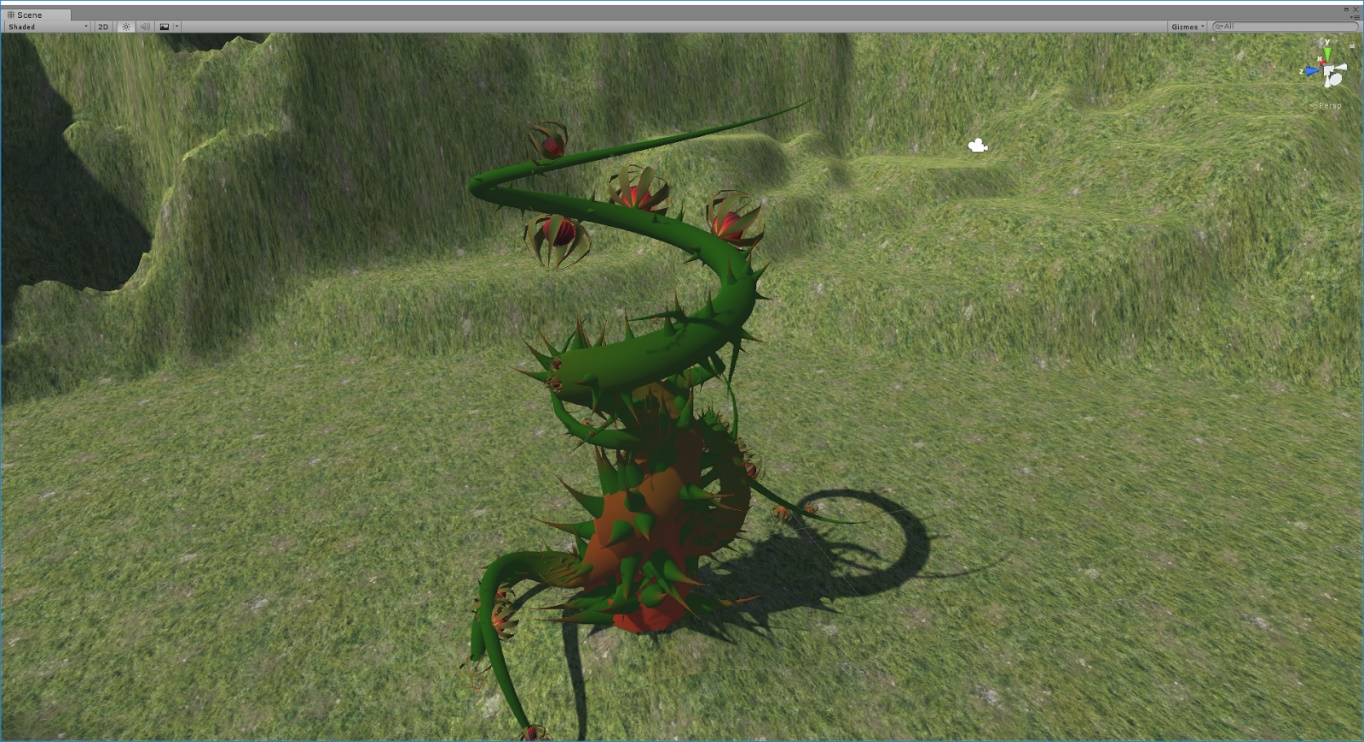 Scene
Shaded 2D Gizmos All
y
x
z
Persp